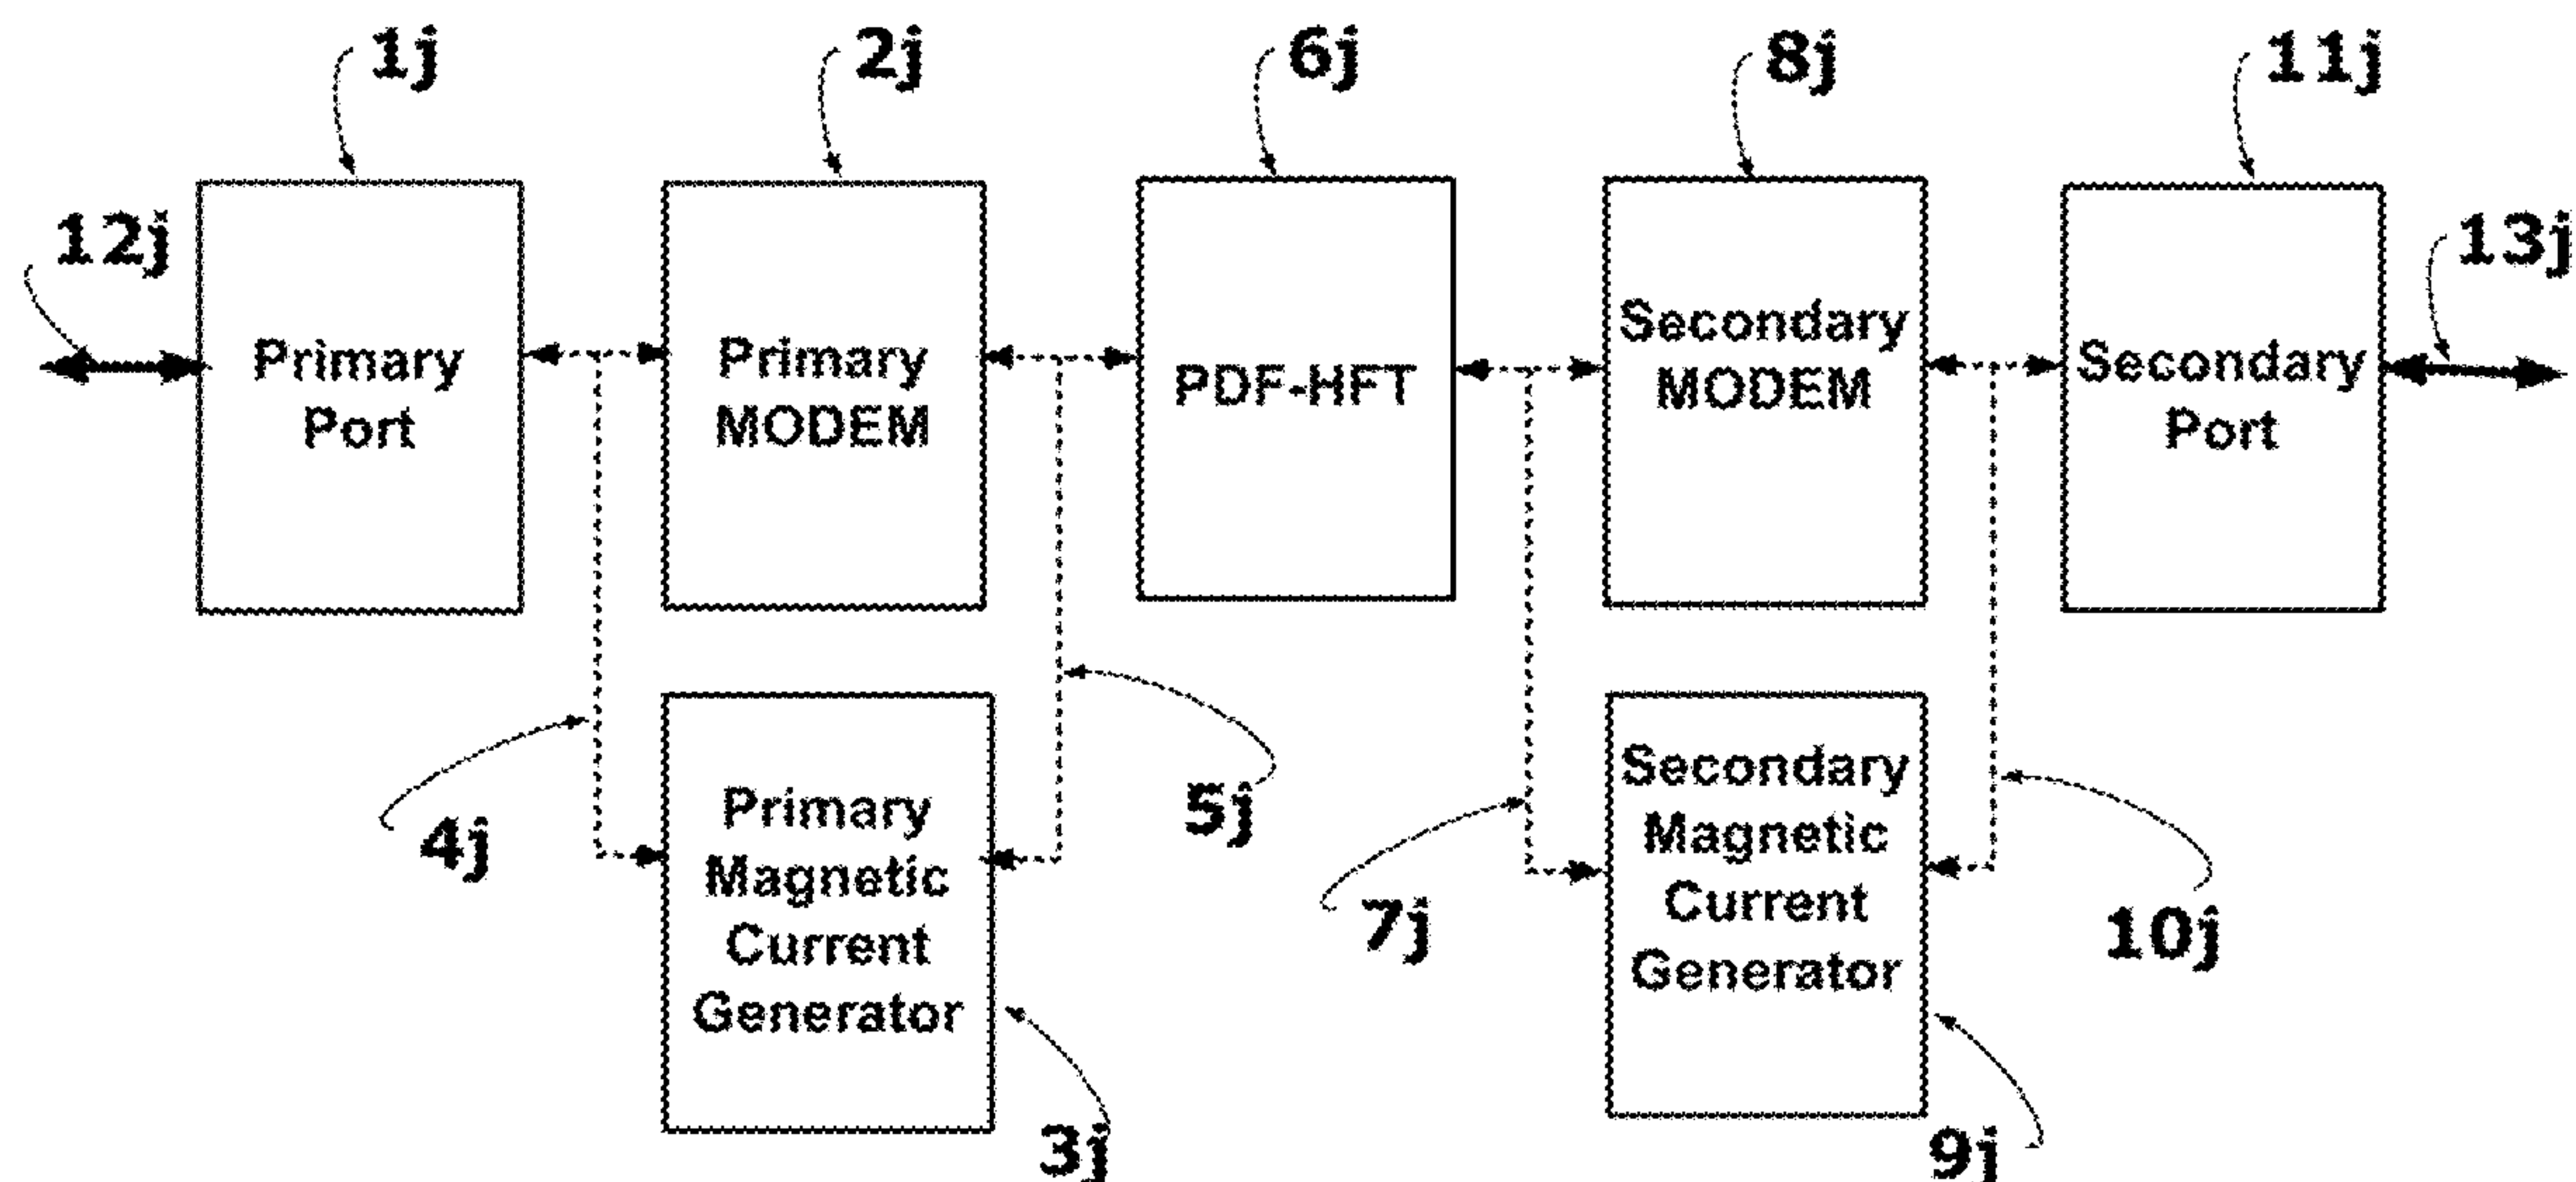 1j
2j
6j
8j
11j
12j
13j
Primary
Port
Primary
MODEM
PDF-HFT
Secondary
MODEM
Secondary
Port
4j
5j
7j
10j
Primary
Magnetic
Current
Generator
Secondary
Magnetic
Current
Generator
3j
9j